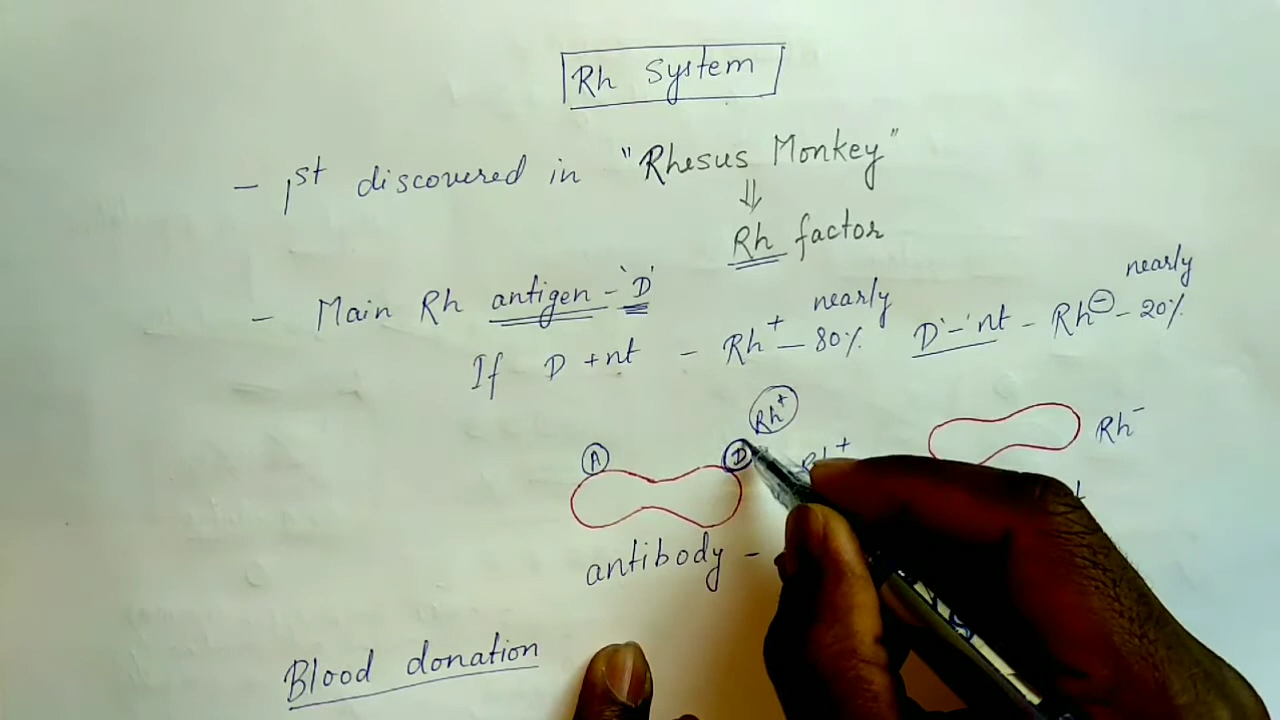 Rh System
- 1st discovered in "Rhesus Monkey"
⇓
Rh factor
- Main Rh antigen - 'D'
If D +nt - Rh+ - nearly 80% D '-' nt - Rh⊖ - nearly 20%
Rh+
A D Rh+ Rh-
antibody -
Blood donation